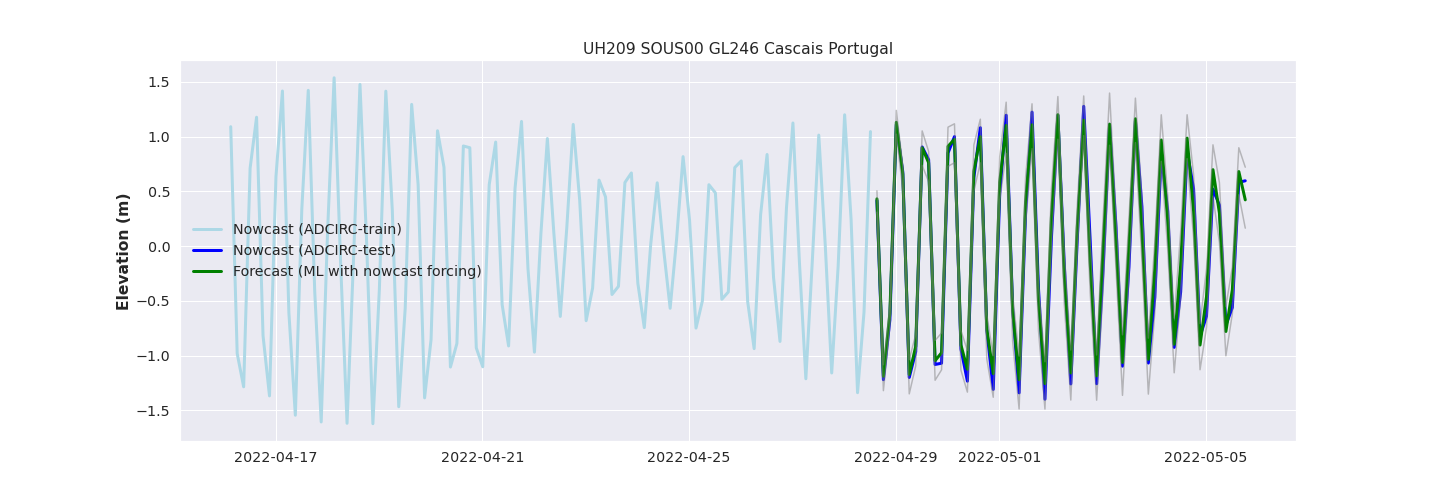 UH209 SOUS00 GL246 Cascais Portugal
Elevation (m)
1.5
1.0
0.5
0.0
−0.5
−1.0
−1.5
Nowcast (ADCIRC-train)
Nowcast (ADCIRC-test)
Forecast (ML with nowcast forcing)
2022-04-17
2022-04-21
2022-04-25
2022-04-29
2022-05-01
2022-05-05